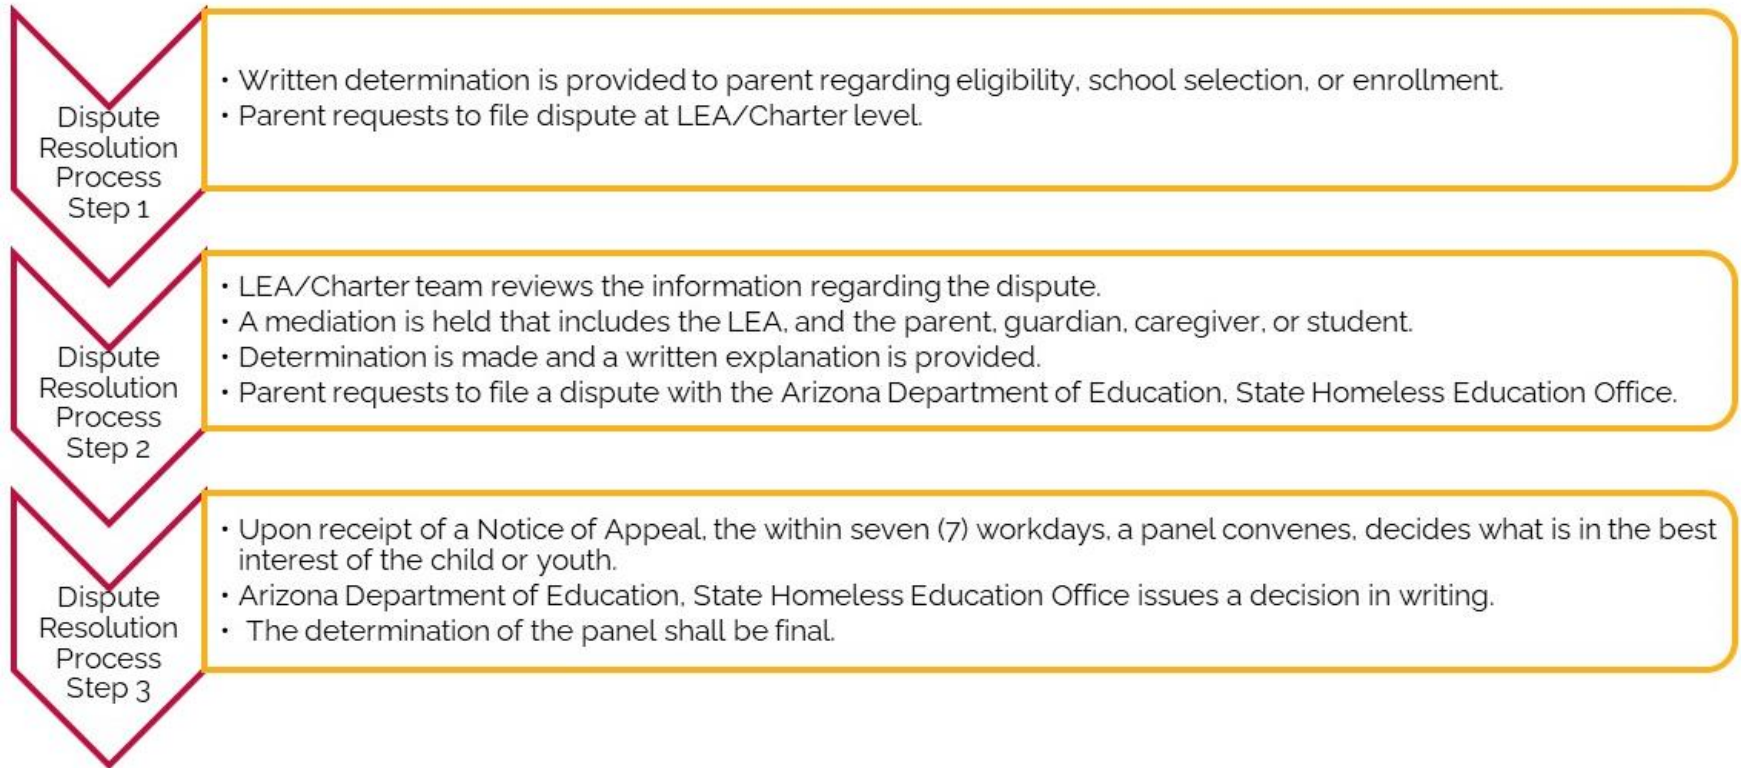 Dispute
Resolution
Process
Step 1
• Written determination is provided to parent regarding eligibility, school selection, or enrollment.
• Parent requests to file dispute at LEA/Charter level.
Dispute
Resolution
Process
Step 2
• LEA/Charter team reviews the information regarding the dispute.
• A mediation is held that includes the LEA, and the parent, guardian, caregiver, or student.
• Determination is made and a written explanation is provided.
• Parent requests to file a dispute with the Arizona Department of Education, State Homeless Education Office.
Dispute
Resolution
Process
Step 3
• Upon receipt of a Notice of Appeal, the within seven (7) workdays, a panel convenes, decides what is in the best
interest of the child or youth.
• Arizona Department of Education, State Homeless Education Office issues a decision in writing.
• The determination of the panel shall be final.